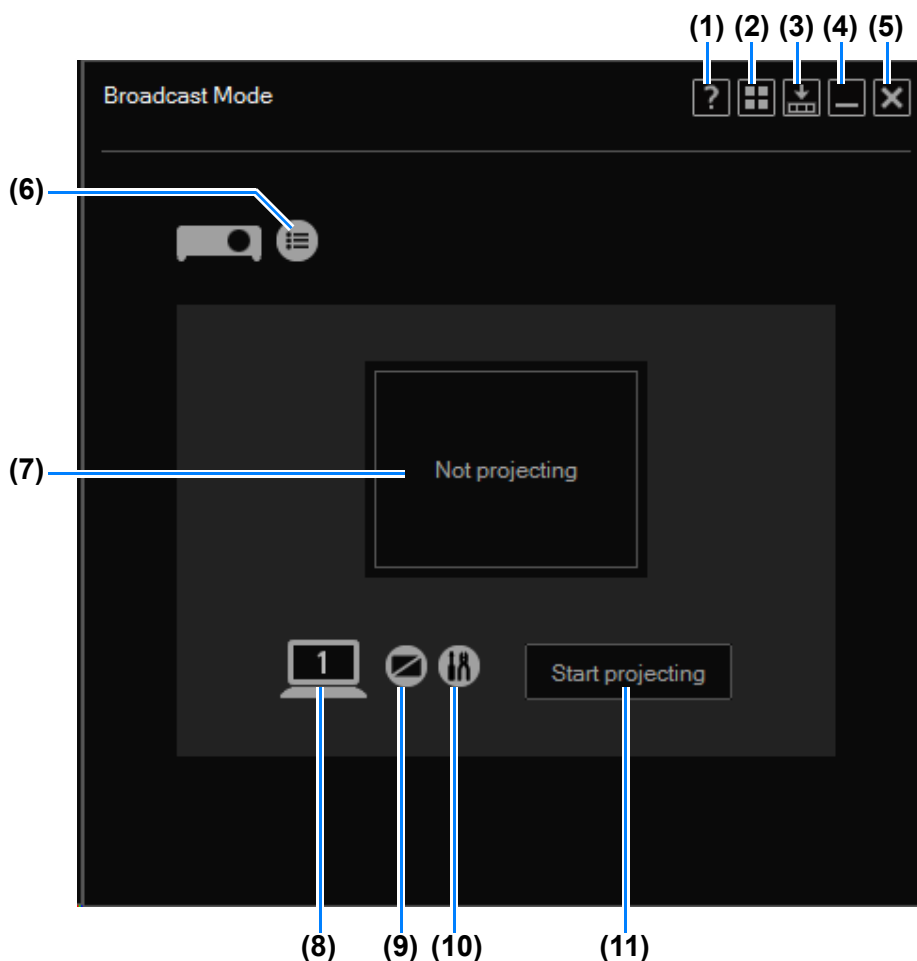 (1) (2) (3) (4) (5)
Broadcast Mode
?
(6)
(7)
Not projecting
1
Start projecting
(8) (9) (10) (11)